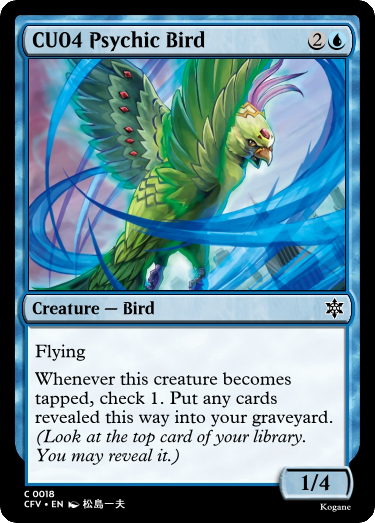 CU04 Psychic Bird 2
Creature — Bird
Flying
Whenever this creature becomes
tapped, check 1. Put any cards
revealed this way into your graveyard.
(Look at the top card of your library.
You may reveal it.)
1/4
C 0018
CFV • EN 松島一夫
Kogane